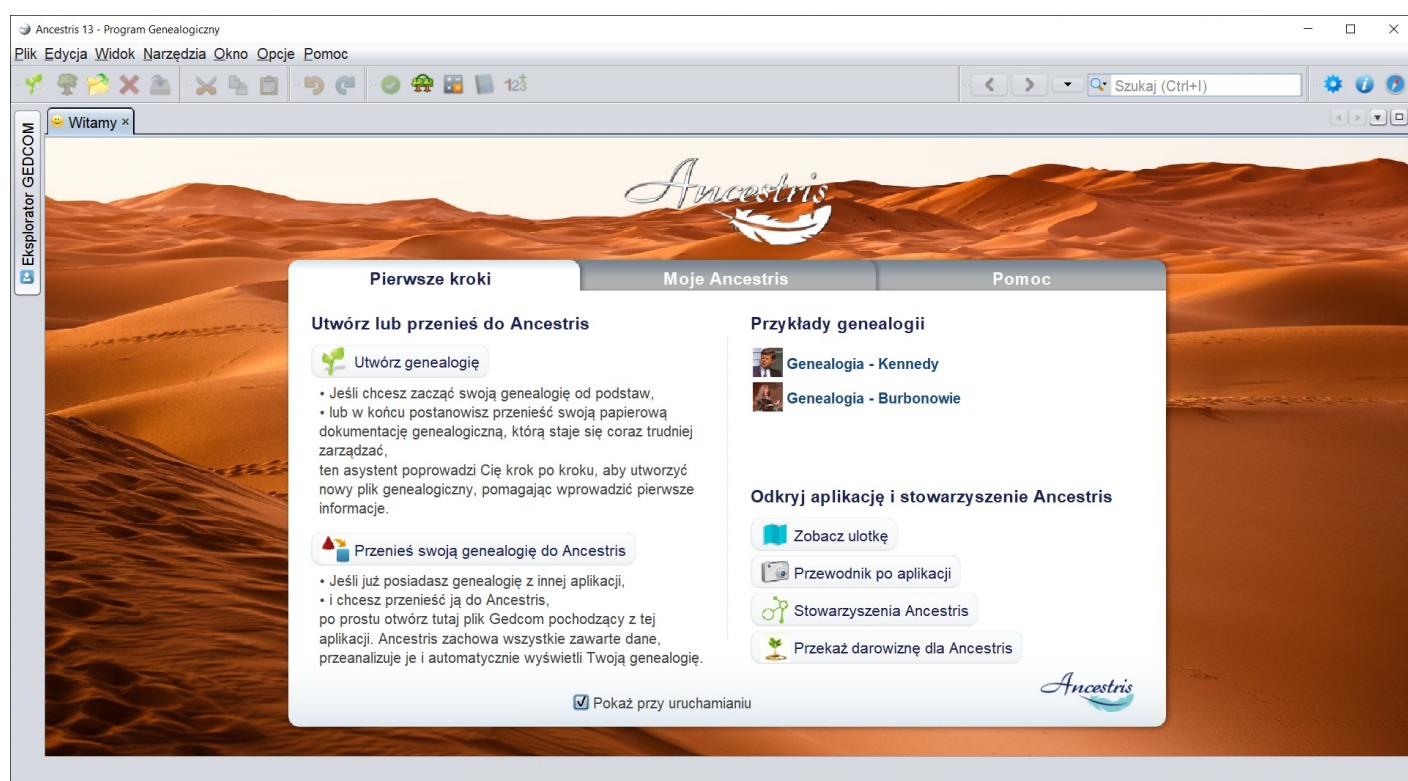 Ancestris 13 - Program Genealogiczny
Plik Edycja Widok Narzędzia Okno Opcje Pomoc
123
Szukaj (Ctrl+I)
Witamy
Eksplorator GEDCOM
Ancestris
Pierwsze kroki
Moje Ancestris
Pomoc
Utwórz lub przenieś do Ancestris
Utwórz genealogię
• Jeśli chcesz zacząć swoją genealogię od podstaw,
• lub w końcu postanowisz przenieść swoją papierową
dokumentację genealogiczną, którą staje się coraz trudniej
zarządzać,
ten asystent poprowadzi Cię krok po kroku, aby utworzyć
nowy plik genealogiczny, pomagając wprowadzić pierwsze
informacje.
Przenieś swoją genealogię do Ancestris
• Jeśli już posiadasz genealogię z innej aplikacji,
• i chcesz przenieść ją do Ancestris,
po prostu otwórz tutaj plik Gedcom pochodzący z tej
aplikacji. Ancestris zachowa wszystkie zawarte dane,
przeanalizuje je i automatycznie wyświetli Twoją genealogię.
Przykłady genealogii
Genealogia - Kennedy
Genealogia - Burbonowie
Odkryj aplikację i stowarzyszenie Ancestris
Zobacz ulotkę
Przewodnik po aplikacji
Stowarzyszenia Ancestris
Przekaż darowiznę dla Ancestris
Pokaż przy uruchamianiu
Ancestris